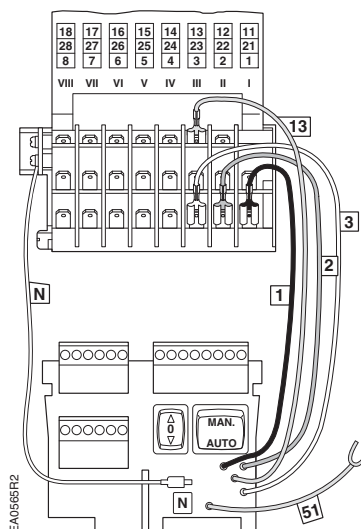 18 17 16 15 14 13 12 11
28 27 26 25 24 23 22 21
8 7 6 5 4 3 2 1
VIII VII VI V IV III II I
13
3
2
N
1
0
MAN.
AUTO
N
51
EA0565R2